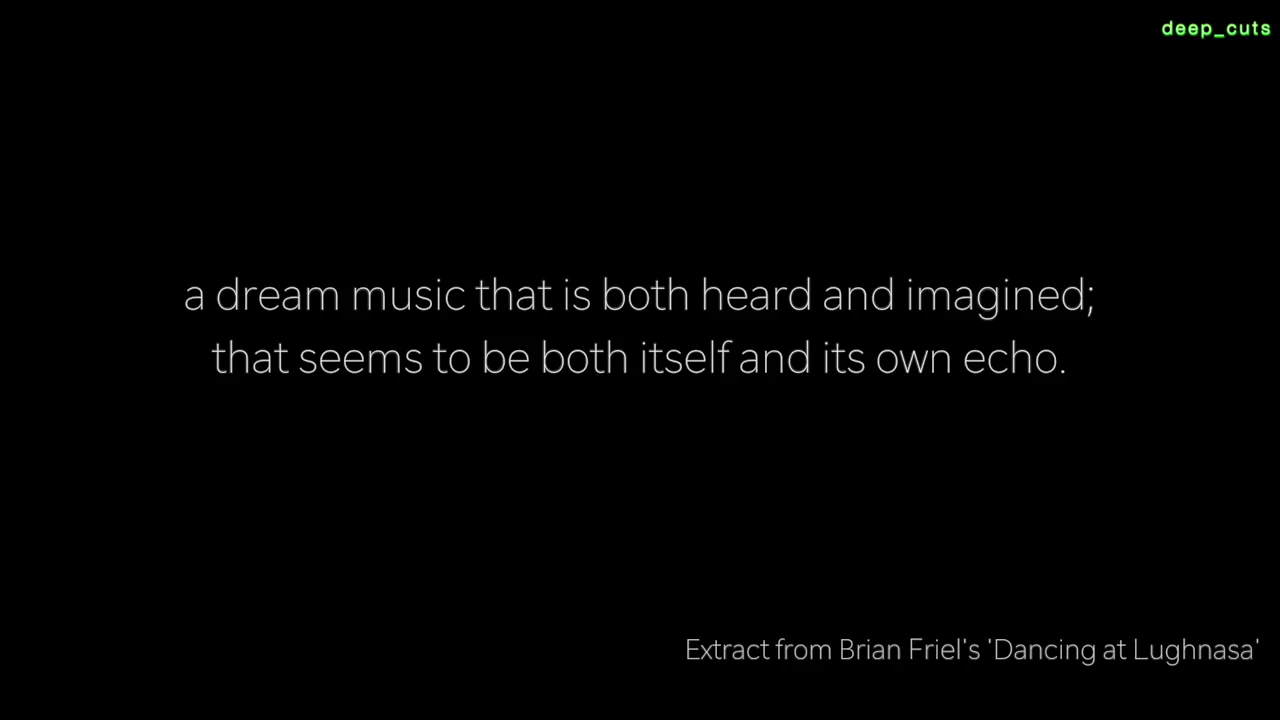 deep_cuts
a dream music that is both heard and imagined;
that seems to be both itself and its own echo.
Extract from Brian Friel's 'Dancing at Lughnasa'